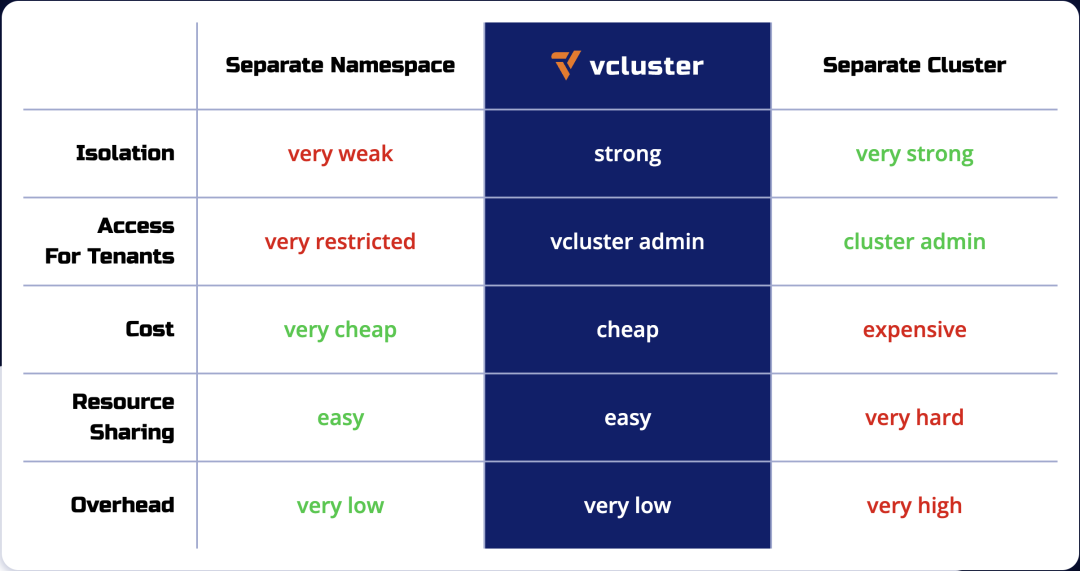 Separate Namespace vcluster Separate Cluster
Isolation very weak strong very strong
Access
For Tenants very restricted vcluster admin cluster admin
Cost very cheap cheap expensive
Resource
Sharing easy easy very hard
Overhead very low very low very high